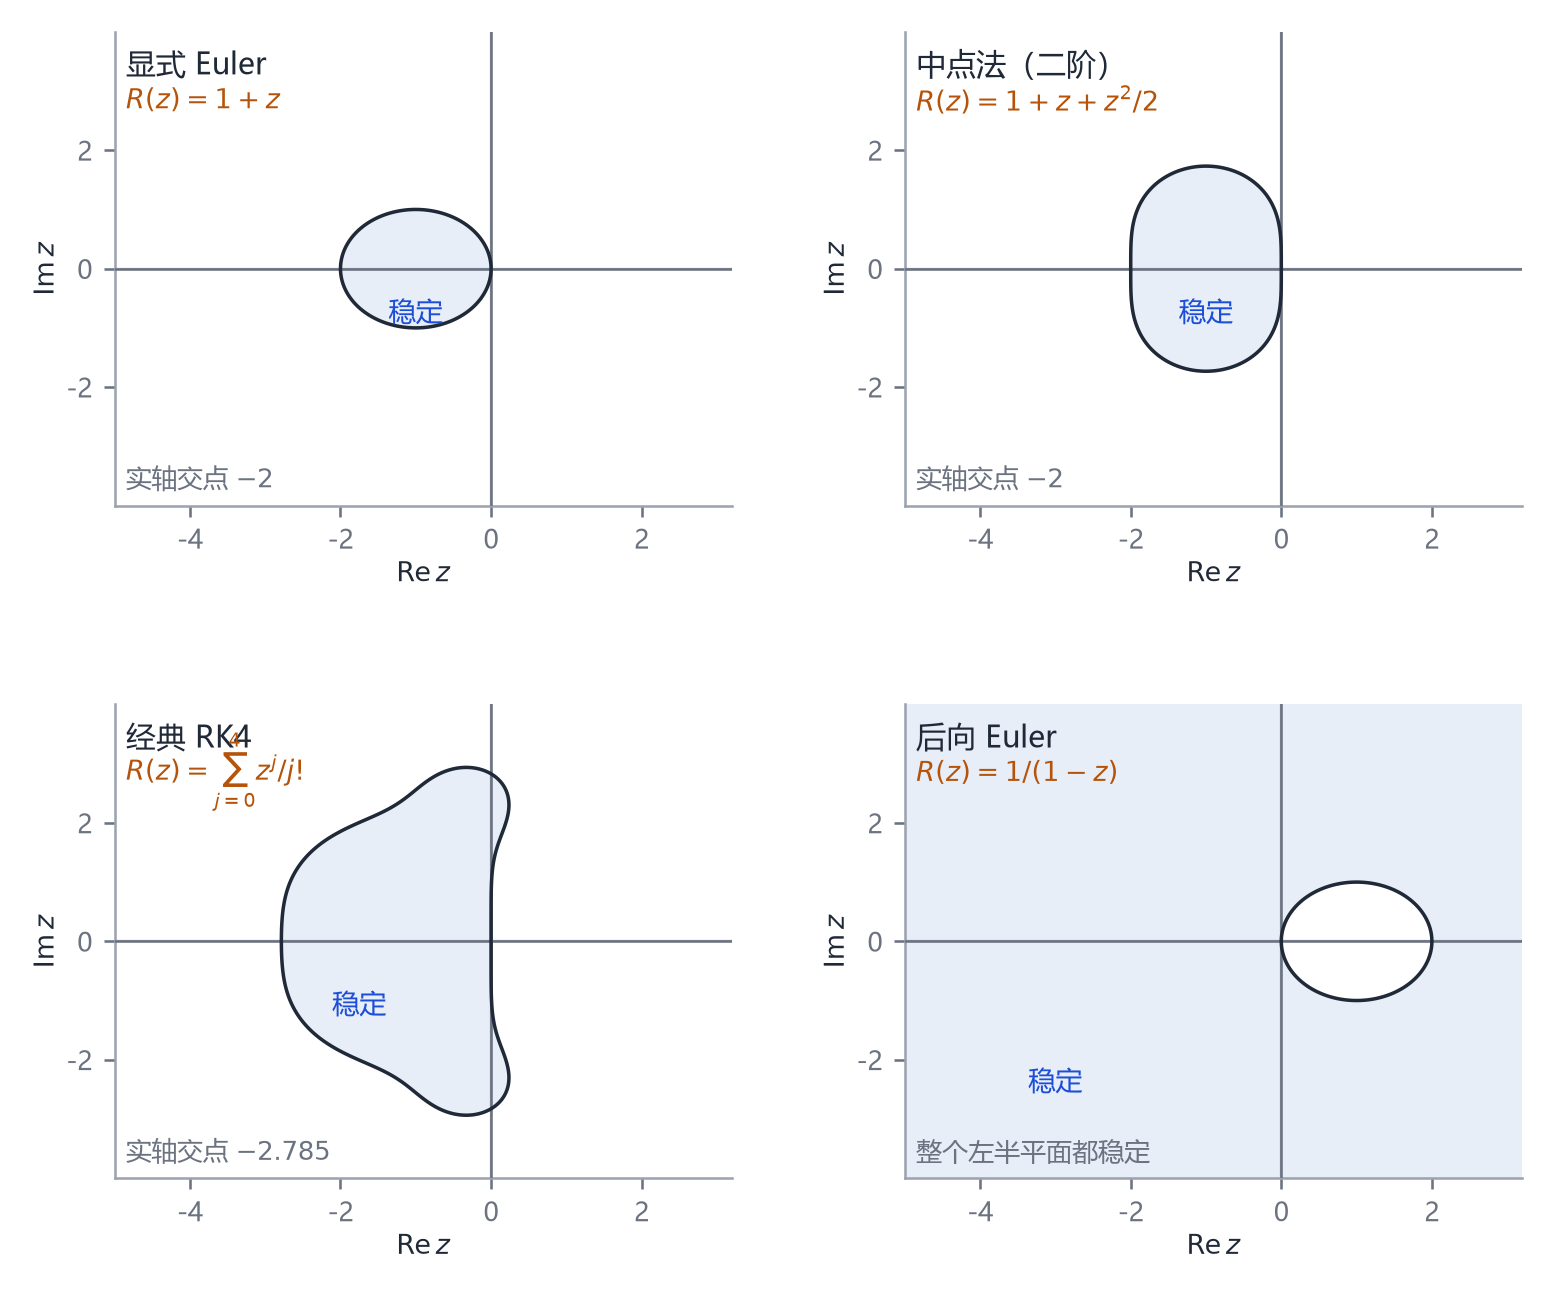 显式 Euler
R(z) = 1 + z
2
0
-2
Im z
稳定
实轴交点 −2
-4
-2
0
2
Re z
中点法（二阶）
R(z) = 1 + z + z²/2
2
0
-2
Im z
稳定
实轴交点 −2
-4
-2
0
2
Re z
经典 RK4
R(z) = ∑_{j=0}^{4} z^j/j!
2
0
-2
Im z
稳定
实轴交点 −2.785
-4
-2
0
2
Re z
后向 Euler
R(z) = 1/(1 − z)
2
0
-2
Im z
稳定
整个左半平面都稳定
-4
-2
0
2
Re z